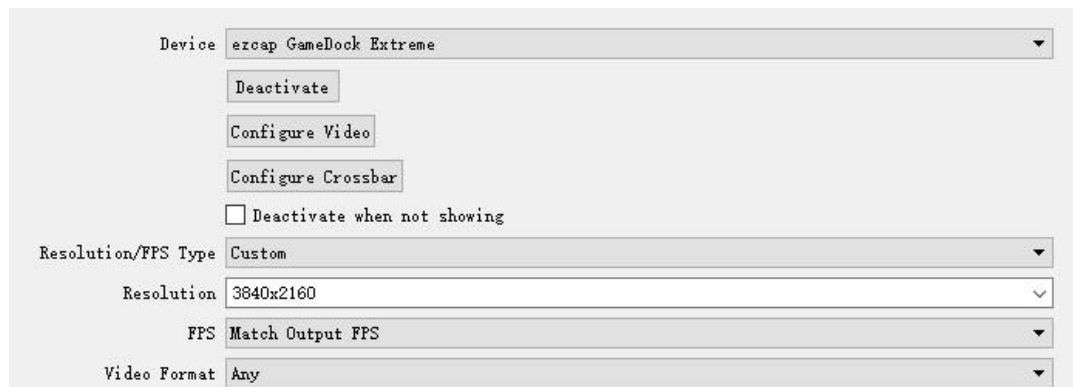 Device ezcap GameDock Extreme
Deactivate
Configure Video
Configure Crossbar
Deactivate when not showing
Resolution/FPS Type Custom
Resolution 3840x2160
FPS Match Output FPS
Video Format Any